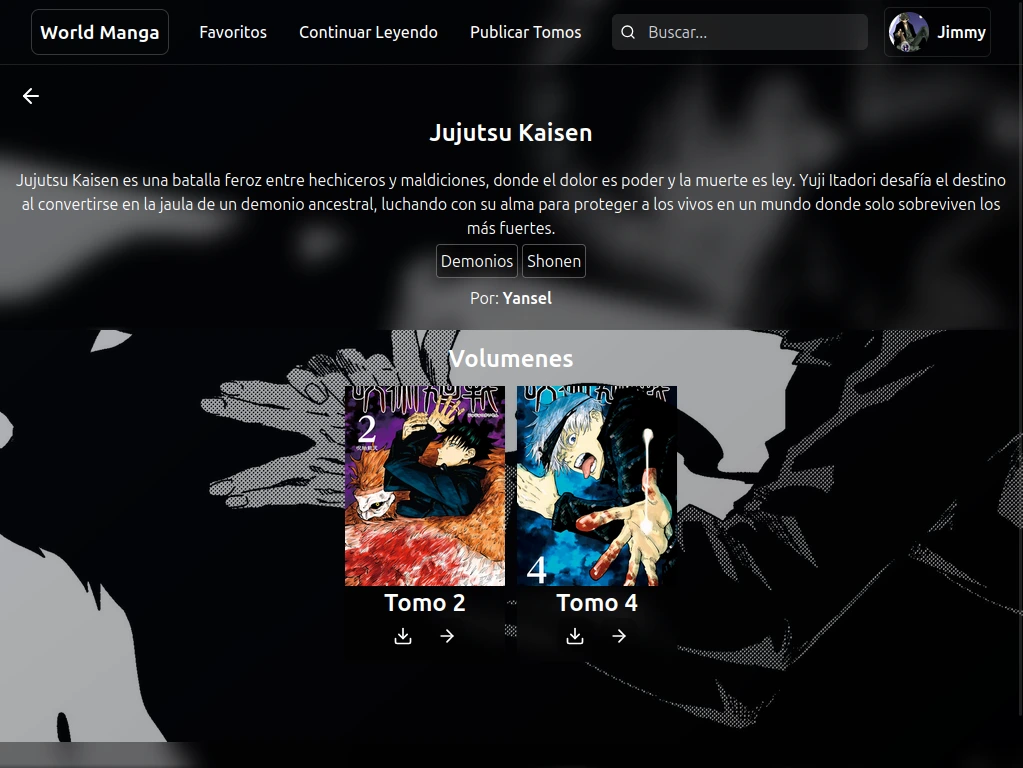 World Manga
Favoritos
Continuar Leyendo
Publicar Tomos
Buscar...
Jimmy
Jujutsu Kaisen
Jujutsu Kaisen es una batalla feroz entre hechiceros y maldiciones, donde el dolor es poder y la muerte es ley. Yuji Itadori desafía el destino
al convertirse en la jaula de un demonio ancestral, luchando con su alma para proteger a los vivos en un mundo donde solo sobreviven los
más fuertes.
Demonios
Shonen
Por: Yansel
Volumenes
2
4
Tomo 2
Tomo 4